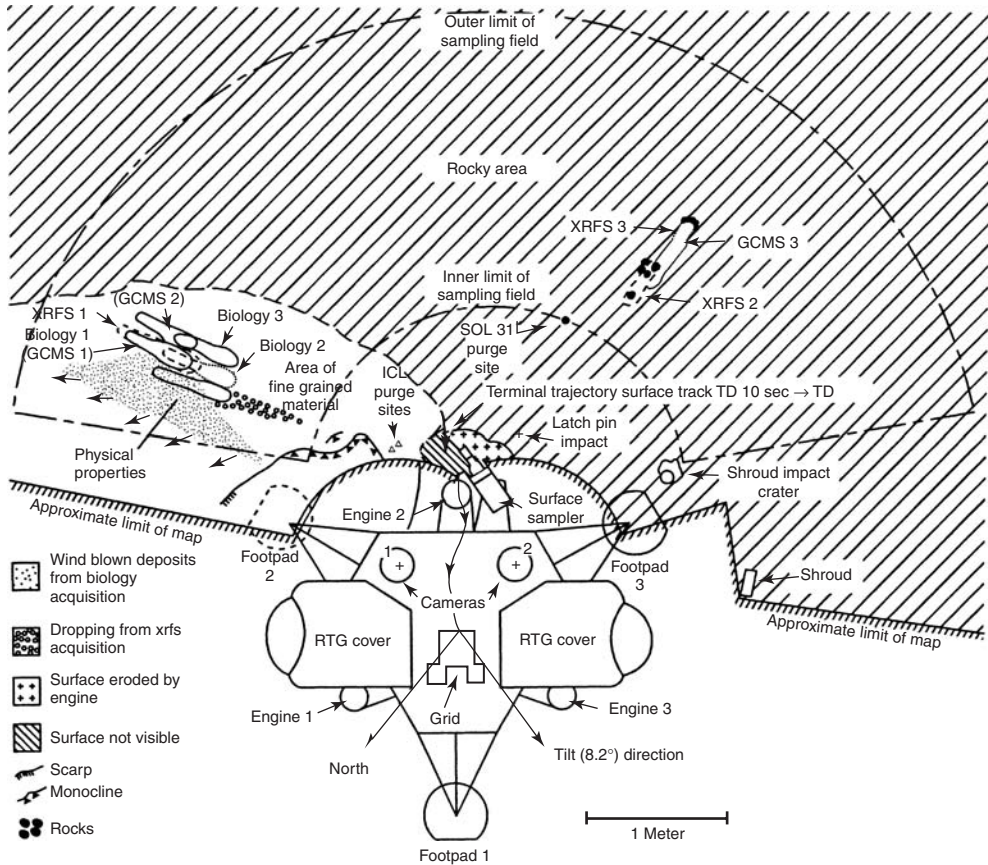 Outer limit of
sampling field
Rocky area
XRFS 3
GCMS 3
XRFS 2
Inner limit of
sampling field
SOL 31
purge
site
(GCMS 2)
XRFS 1
Biology 3
Biology 1
(GCMS 1)
Biology 2
Area of
fine grained
material
ICL
purge
sites
Terminal trajectory surface track TD 10 sec → TD
Latch pin
impact
Physical
properties
Shroud impact
crater
Surface
sampler
Engine 2
Approximate limit of map
Footpad
2
1
+
2
+
Cameras
Footpad
3
Shroud
Approximate limit of map
RTG cover
RTG cover
Engine 1
Grid
Engine 3
North
Tilt (8.2°) direction
Footpad 1
1 Meter
Wind blown deposits
from biology
acquisition
Dropping from xrfs
acquisition
Surface eroded by
engine
Surface not visible
Scarp
Monocline
Rocks